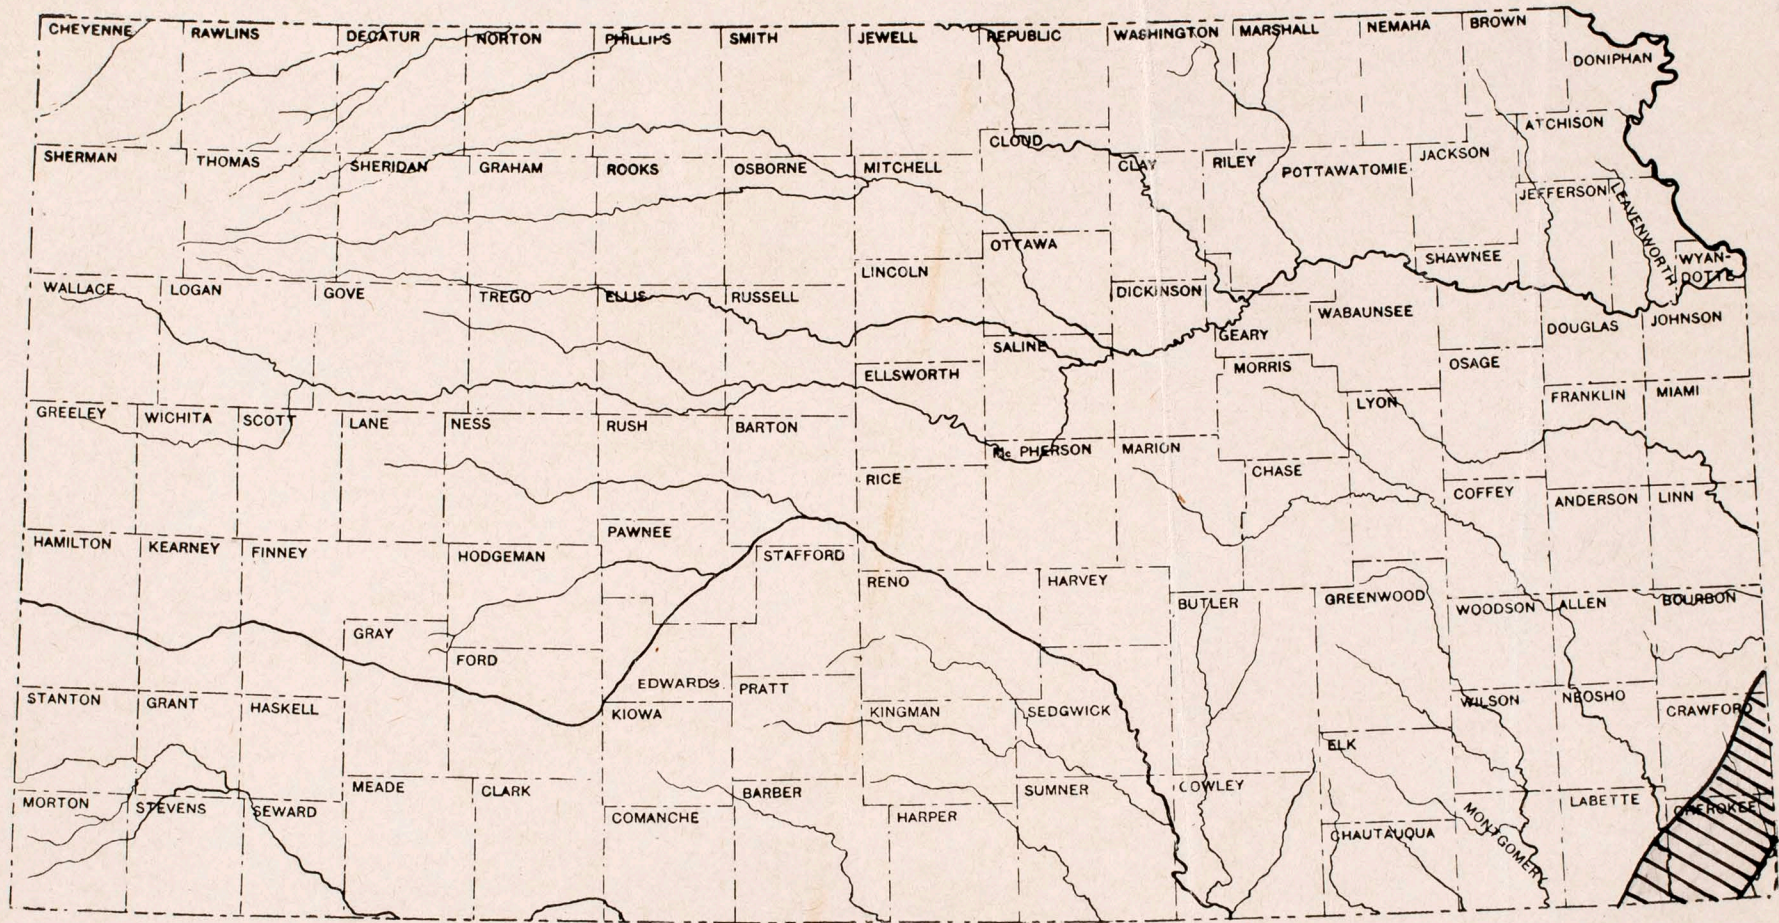 CHEYENNE
RAWLINS
DECATUR
NORTON
PHILLIPS
SMITH
JEWELL
REPUBLIC
WASHINGTON
MARSHALL
NEMAHA
BROWN
DONIPHAN
SHERMAN
THOMAS
SHERIDAN
GRAHAM
ROOKS
OSBORNE
MITCHELL
CLOUD
CLAY
RILEY
POTTAWATOMIE
JACKSON
ATCHISON
JEFFERSON
LEAVENWORTH
WYAN-
DOTTE
WALLACE
LOGAN
GOVE
TREGO
ELLIS
RUSSELL
LINCOLN
OTTAWA
DICKINSON
GEARY
WABAUNSEE
SHAWNEE
DOUGLAS
JOHNSON
SALINE
ELLSWORTH
MORRIS
OSAGE
LYON
FRANKLIN
MIAMI
GREELEY
WICHITA
SCOTT
LANE
NESS
RUSH
BARTON
RICE
Mc PHERSON
MARION
CHASE
COFFEY
ANDERSON
LINN
HAMILTON
KEARNEY
FINNEY
HODGEMAN
PAWNEE
STAFFORD
RENO
HARVEY
BUTLER
GREENWOOD
WOODSON
ALLEN
BOURBON
GRAY
FORD
EDWARDS
PRATT
STANTON
GRANT
HASKELL
KIOWA
KINGMAN
SEDGWICK
ELK
WILSON
NEOSHO
CRAWFORD
MORTON
STEVENS
SEWARD
MEADE
CLARK
COMANCHE
BARBER
HARPER
SUMNER
COWLEY
CHAUTAUQUA
MONTGOMERY
LABETTE
CHEROKEE